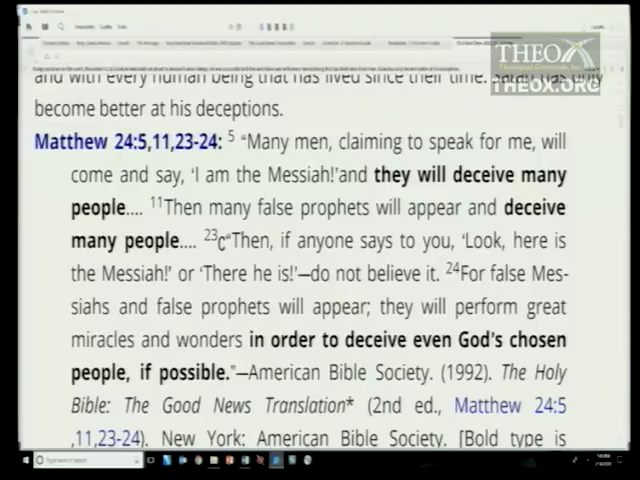 THEOX
THEOX.ORG
and with every human being that has lived since their time. Satan has only
become better at his deceptions.
Matthew 24:5,11,23-24: 5 “Many men, claiming to speak for me, will
come and say, ‘I am the Messiah!’and they will deceive many
people.... 11Then many false prophets will appear and deceive
many people.... 23C“Then, if anyone says to you, ‘Look, here is
the Messiah!’ or ‘There he is!’—do not believe it. 24For false Mes-
siahs and false prophets will appear; they will perform great
miracles and wonders in order to deceive even God's chosen
people, if possible."—American Bible Society. (1992). The Holy
Bible: The Good News Translation* (2nd ed., Matthew 24:5
,11,23-24). New York: American Bible Society. [Bold type is